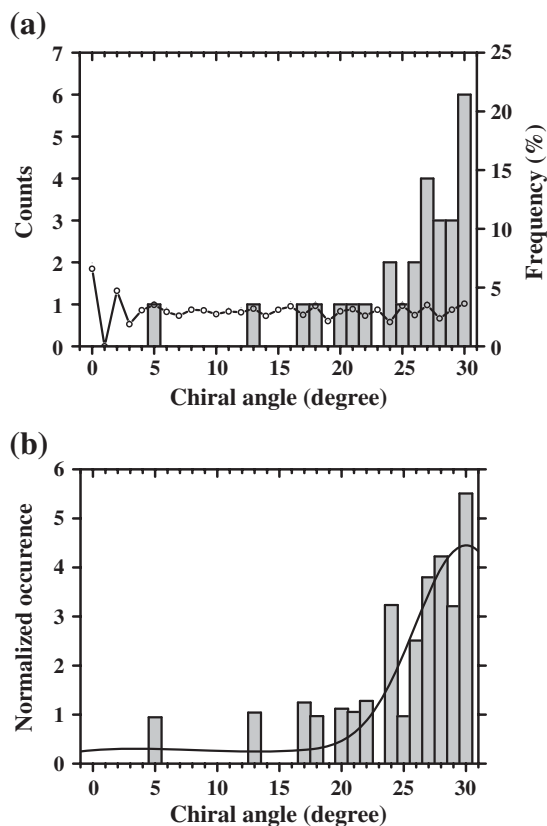 (a)
Counts
7
6
5
4
3
2
1
0
25
20
15
10
5
0
Frequency (%)
0 5 10 15 20 25 30
Chiral angle (degree)
(b)
Normalized occurence
6
5
4
3
2
1
0
0 5 10 15 20 25 30
Chiral angle (degree)